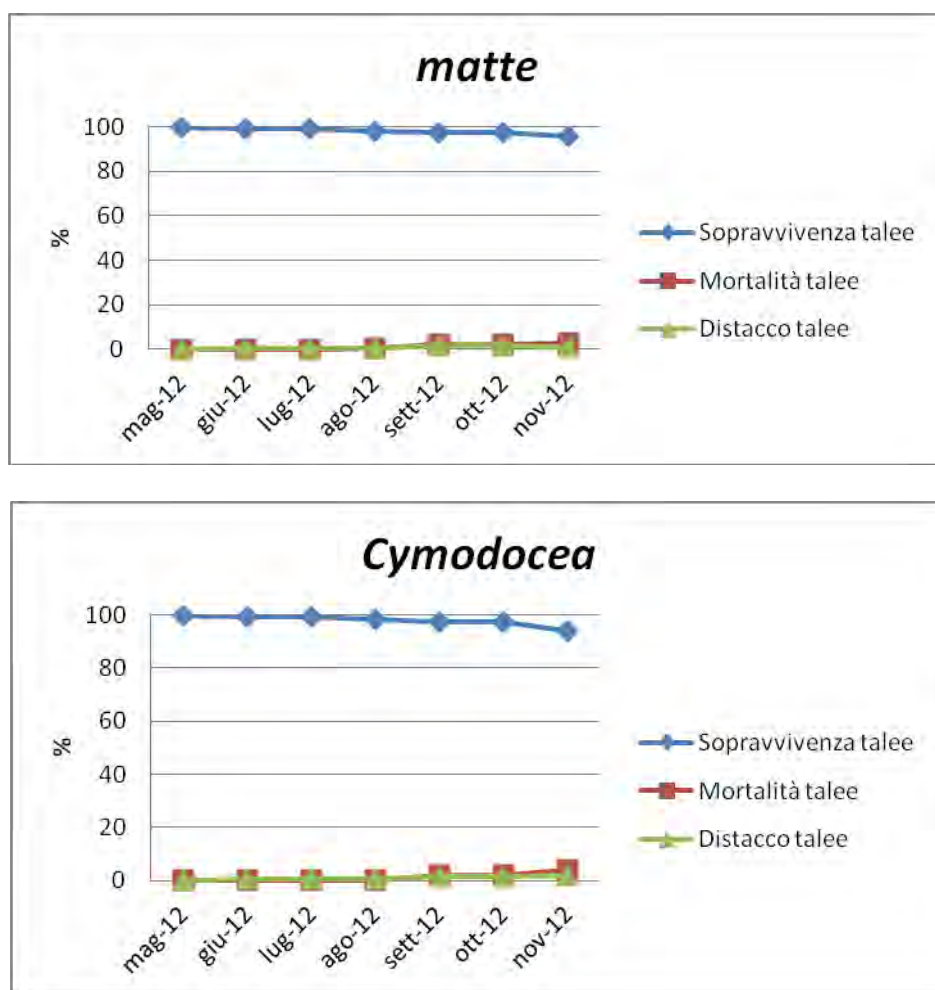 matte
100
80
60
40
20
0
%
mag-12
giu-12
lug-12
ago-12
sett-12
ott-12
nov-12
Sopravvivenza talee
Mortalità talee
Distacco talee
Cymodocea
100
80
60
40
20
0
%
mag-12
giu-12
lug-12
ago-12
sett-12
ott-12
nov-12
Sopravvivenza talee
Mortalità talee
Distacco talee